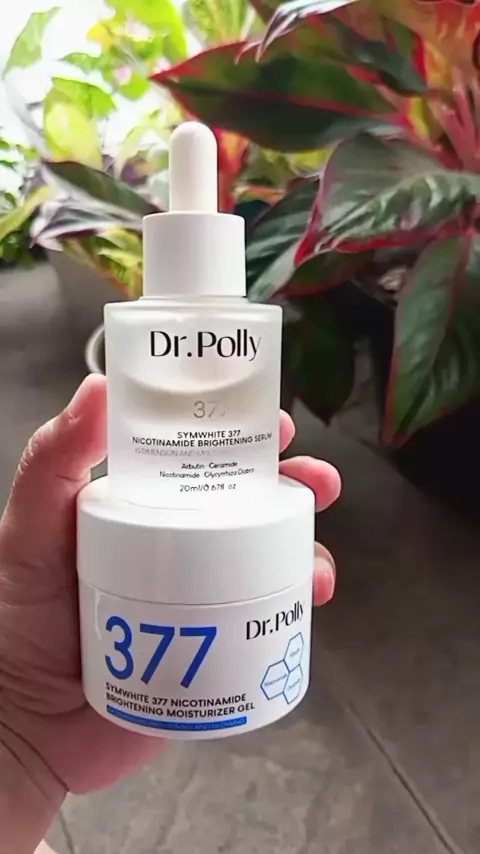 Dr.Polly
377
SYMWHITE 377
NICOTINAMIDE BRIGHTENING SERUM
Arbutin Ceramide
Nicotinamide Glycyrrhiza Glabra
20ml/0.67fl oz
377
Dr.Polly
SYMWHITE 377 NICOTINAMIDE
BRIGHTENING MOISTURIZER GEL